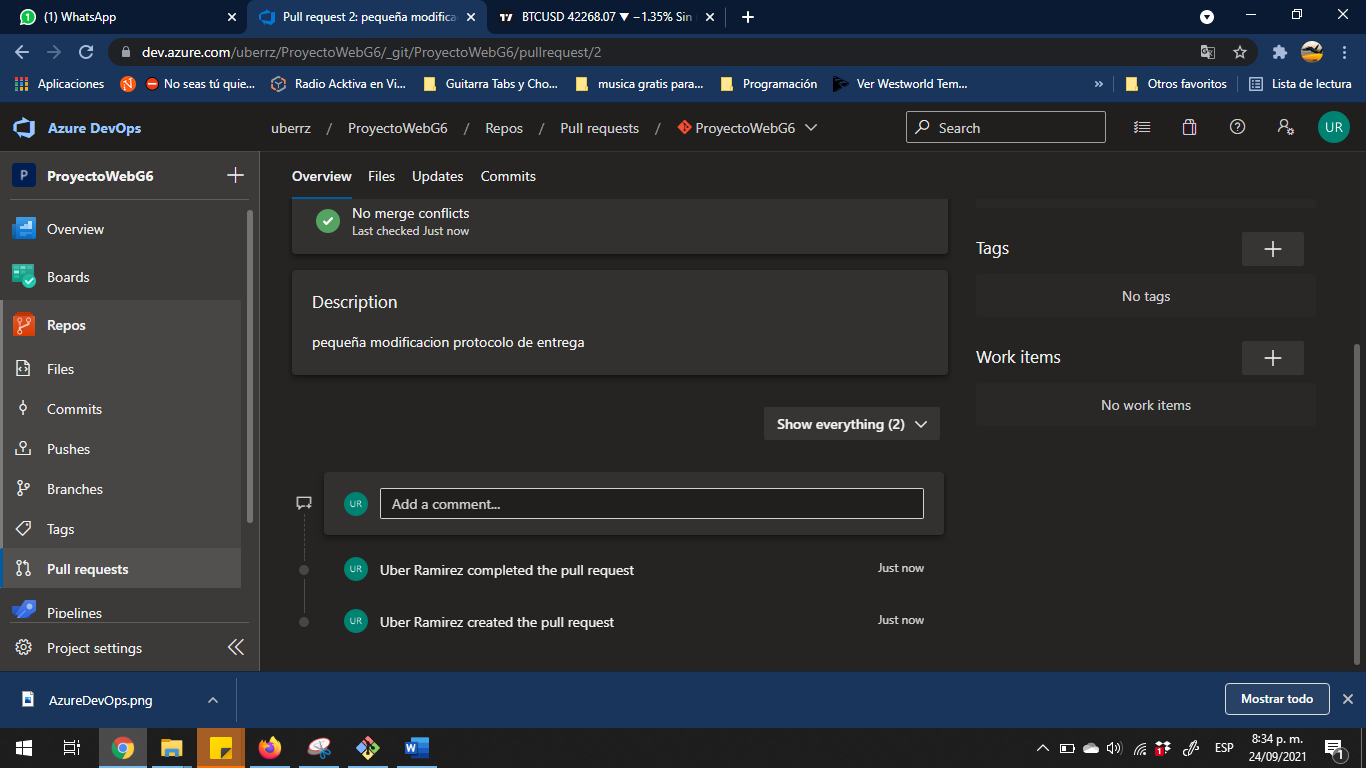 (1) WhatsApp
Pull request 2: pequeña modifica
BTCUSD 42268.07 ▼ −1.35% Sin
dev.azure.com/uberrz/ProyectoWebG6/_git/ProyectoWebG6/pullrequest/2
Aplicaciones
No seas tú quie...
Radio Acktiva en Vi...
Guitarra Tabs y Cho...
musica gratis para...
Programación
Ver Westworld Tem...
»
Otros favoritos
Lista de lectura
Azure DevOps
uberrz / ProyectoWebG6 / Repos / Pull requests / ProyectoWebG6
Search
UR
P ProyectoWebG6
Overview
Boards
Repos
Files
Commits
Pushes
Branches
Tags
Pull requests
Pipelines
Project settings
Overview Files Updates Commits
No merge conflicts
Last checked Just now
Description
pequeña modificacion protocolo de entrega
Show everything (2)
UR Add a comment...
UR Uber Ramirez completed the pull request Just now
UR Uber Ramirez created the pull request Just now
Tags
No tags
Work items
No work items
AzureDevOps.png
Mostrar todo
ESP
8:34 p. m.
24/09/2021
1